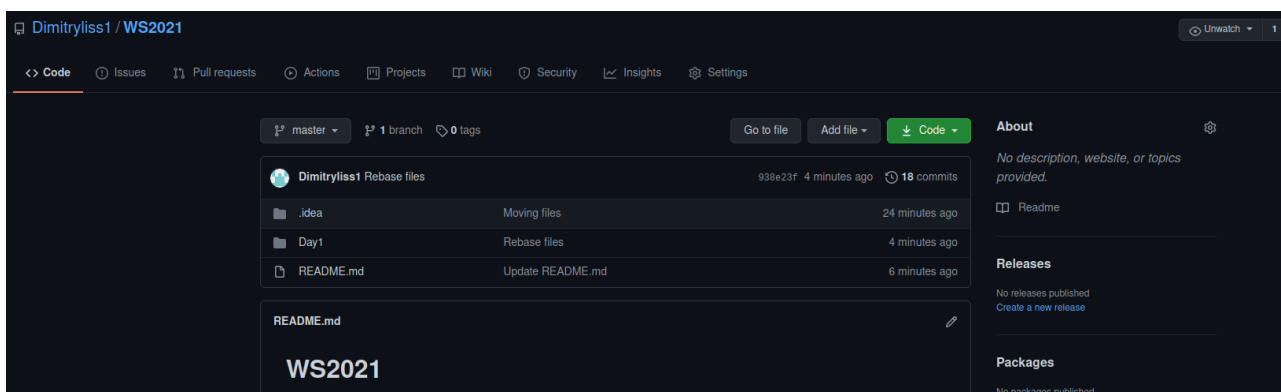 Dimitryliss1 / WS2021
Unwatch 1
Code Issues Pull requests Actions Projects Wiki Security Insights Settings
master 1 branch 0 tags Go to file Add file Code
Dimitryliss1 Rebase files 938e23f 4 minutes ago 18 commits
.idea Moving files 24 minutes ago
Day1 Rebase files 4 minutes ago
README.md Update README.md 6 minutes ago
README.md
WS2021
About
No description, website, or topics
provided.
Readme
Releases
No releases published
Create a new release
Packages
No packages published